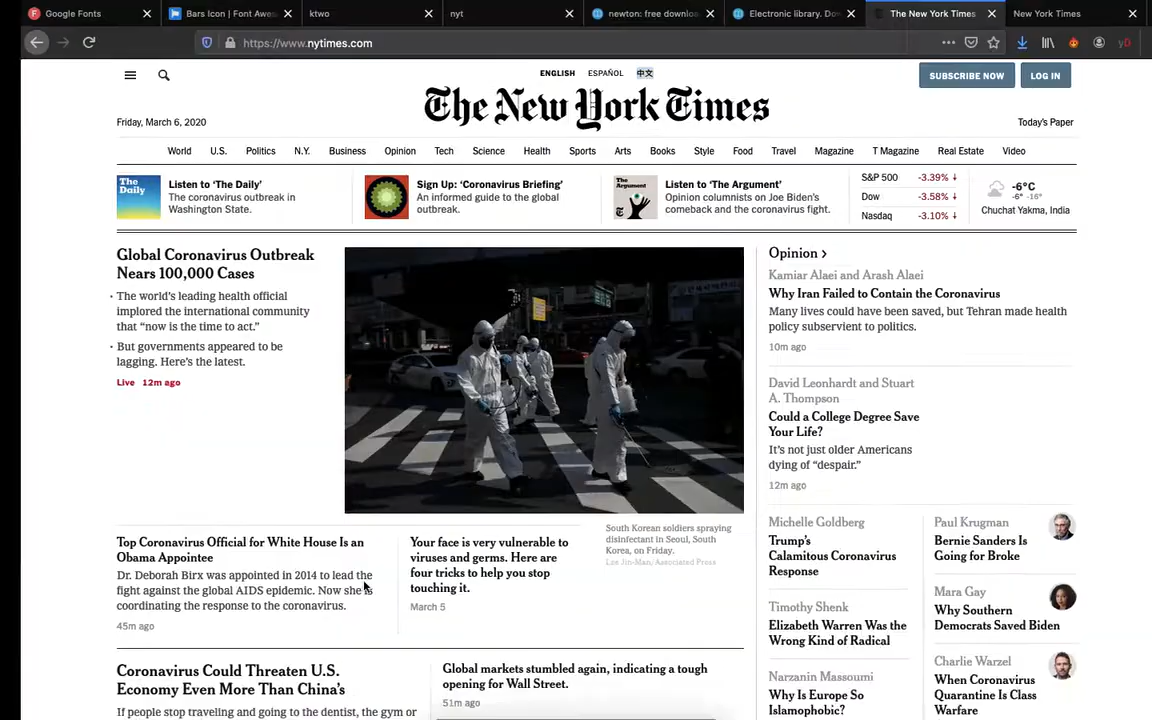 Google Fonts
Bars Icon | Font Awes
ktwo
nyt
newton: free downloa
Electronic library. Dow
The New York Times
New York Times
https://www.nytimes.com
ENGLISH ESPAÑOL 中文
SUBSCRIBE NOW LOG IN
The New York Times
Friday, March 6, 2020
Today's Paper
World U.S. Politics N.Y. Business Opinion Tech Science Health Sports Arts Books Style Food Travel Magazine T Magazine Real Estate Video
The Daily
Listen to ‘The Daily’
The coronavirus outbreak in
Washington State.
Sign Up: ‘Coronavirus Briefing’
An informed guide to the global
outbreak.
The Argument
Listen to ‘The Argument’
Opinion columnists on Joe Biden’s
comeback and the coronavirus fight.
S&P 500 -3.39% ↓
Dow -3.58% ↓
Nasdaq -3.10% ↓
-6°C
-6° -16°
Chuchat Yakma, India
Global Coronavirus Outbreak
Nears 100,000 Cases
• The world’s leading health official
implored the international community
that “now is the time to act.”
• But governments appeared to be
lagging. Here’s the latest.
Live 12m ago
South Korean soldiers spraying
disinfectant in Seoul, South
Korea, on Friday.
Lim Jin-Man/Associated Press
Top Coronavirus Official for White House Is an
Obama Appointee
Dr. Deborah Birx was appointed in 2014 to lead the
fight against the global AIDS epidemic. Now she is
coordinating the response to the coronavirus.
45m ago
Your face is very vulnerable to
viruses and germs. Here are
four tricks to help you stop
touching it.
March 5
Coronavirus Could Threaten U.S.
Economy Even More Than China’s
If people stop traveling and going to the dentist, the gym or
Global markets stumbled again, indicating a tough
opening for Wall Street.
51m ago
Opinion >
Kamiar Alaei and Arash Alaei
Why Iran Failed to Contain the Coronavirus
Many lives could have been saved, but Tehran made health
policy subservient to politics.
10m ago
David Leonhardt and Stuart
A. Thompson
Could a College Degree Save
Your Life?
It’s not just older Americans
dying of “despair.”
12m ago
Michelle Goldberg
Trump’s
Calamitous Coronavirus
Response
Timothy Shenk
Elizabeth Warren Was the
Wrong Kind of Radical
Narzanin Massoumi
Why Is Europe So
Islamophobic?
Paul Krugman
Bernie Sanders Is
Going for Broke
Mara Gay
Why Southern
Democrats Saved Biden
Charlie Warzel
When Coronavirus
Quarantine Is Class
Warfare